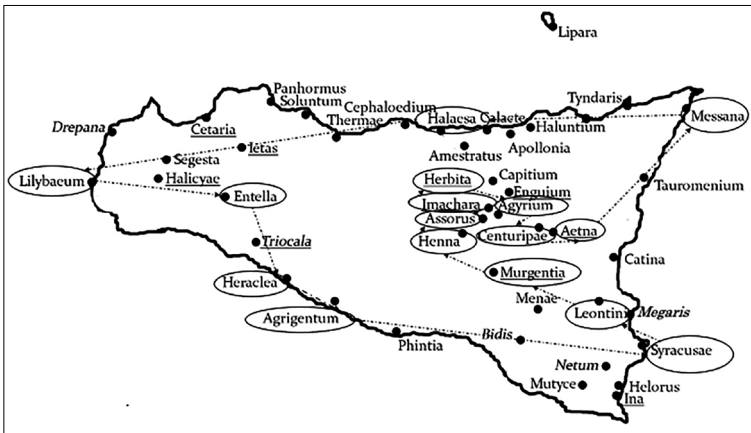 Lipara
Panhormus
Soluntum
Tyndaris
Cephaloedium
Halaesa Calacte
Messana
Drepana
Cetaria
Thermae
Haluntium
Ietas
Amestratus
Apollonia
Segesta
Lilybaeum
Halicyae
Herbita
Capitium
Tauromenium
Entella
Enguium
Imachara
Agyrium
Assorus
Triocala
Henna
Centuripae
Aetna
Catina
Heraclea
Murgentia
Menae
Leontini
Megaris
Agrigentum
Phintia
Bidis
Syracusae
Netum
Mutyce
Helorus
Ina